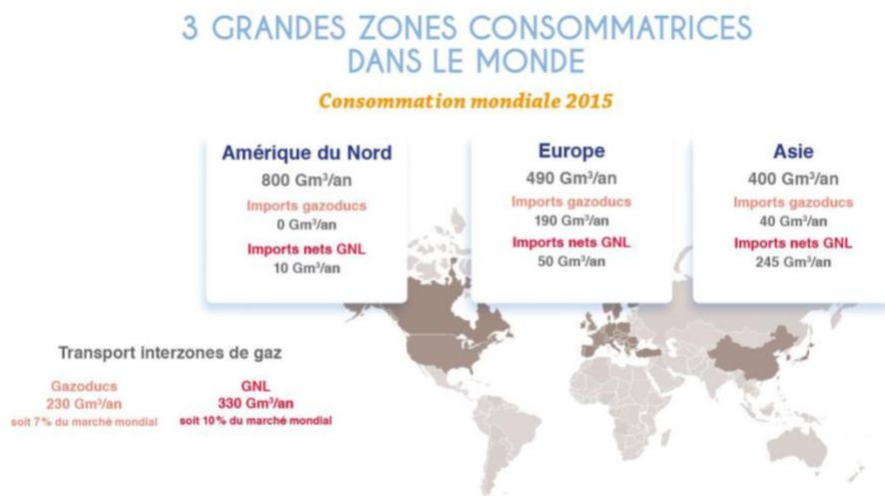 3 GRANDES ZONES CONSOMMATRICES
DANS LE MONDE
Consommation mondiale 2015
Amérique du Nord
800 Gm³/an
Imports gazoducs
0 Gm³/an
Imports nets GNL
10 Gm³/an
Europe
490 Gm³/an
Imports gazoducs
190 Gm³/an
Imports nets GNL
50 Gm³/an
Asie
400 Gm³/an
Imports gazoducs
40 Gm³/an
Imports nets GNL
245 Gm³/an
Transport interzones de gaz
Gazoducs
230 Gm³/an
soit 7% du marché mondial
GNL
330 Gm³/an
soit 10% du marché mondial